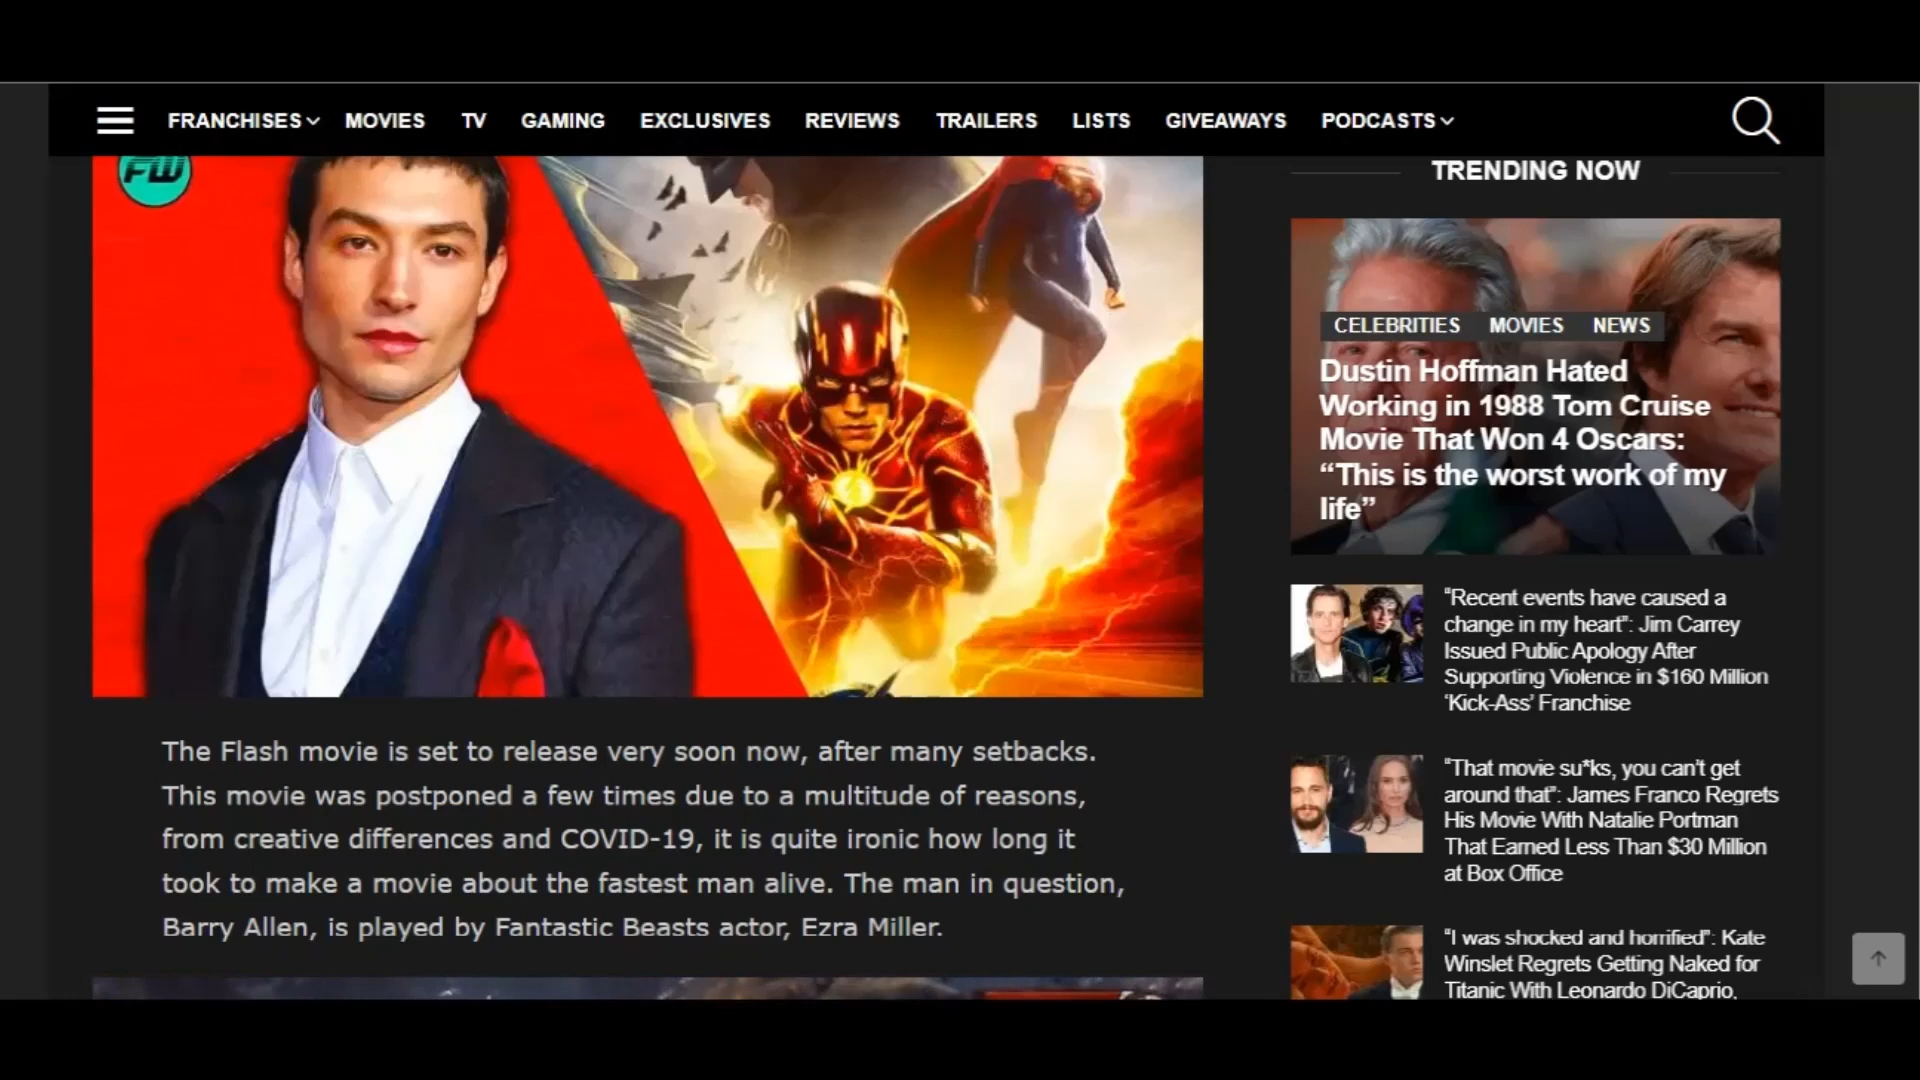 FRANCHISES MOVIES TV GAMING EXCLUSIVES REVIEWS TRAILERS LISTS GIVEAWAYS PODCASTS
FW
The Flash movie is set to release very soon now, after many setbacks.
This movie was postponed a few times due to a multitude of reasons,
from creative differences and COVID-19, it is quite ironic how long it
took to make a movie about the fastest man alive. The man in question,
Barry Allen, is played by Fantastic Beasts actor, Ezra Miller.
TRENDING NOW
CELEBRITIES MOVIES NEWS
Dustin Hoffman Hated
Working in 1988 Tom Cruise
Movie That Won 4 Oscars:
“This is the worst work of my
life”
“Recent events have caused a
change in my heart”: Jim Carrey
Issued Public Apology After
Supporting Violence in $160 Million
‘Kick-Ass’ Franchise
“That movie su*ks, you can’t get
around that”: James Franco Regrets
His Movie With Natalie Portman
That Earned Less Than $30 Million
at Box Office
“I was shocked and horrified”: Kate
Winslet Regrets Getting Naked for
Titanic With Leonardo DiCaprio,